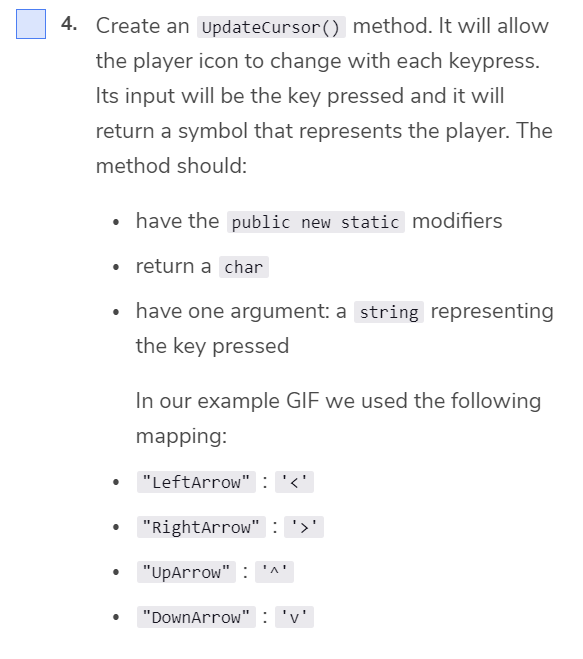 4. Create an UpdateCursor() method. It will allow
the player icon to change with each keypress.
Its input will be the key pressed and it will
return a symbol that represents the player. The
method should:
• have the public new static modifiers
• return a char
• have one argument: a string representing
the key pressed
In our example GIF we used the following
mapping:
• "LeftArrow" : '<'
• "RightArrow" : '>'
• "UpArrow" : '^'
• "DownArrow" : 'v'